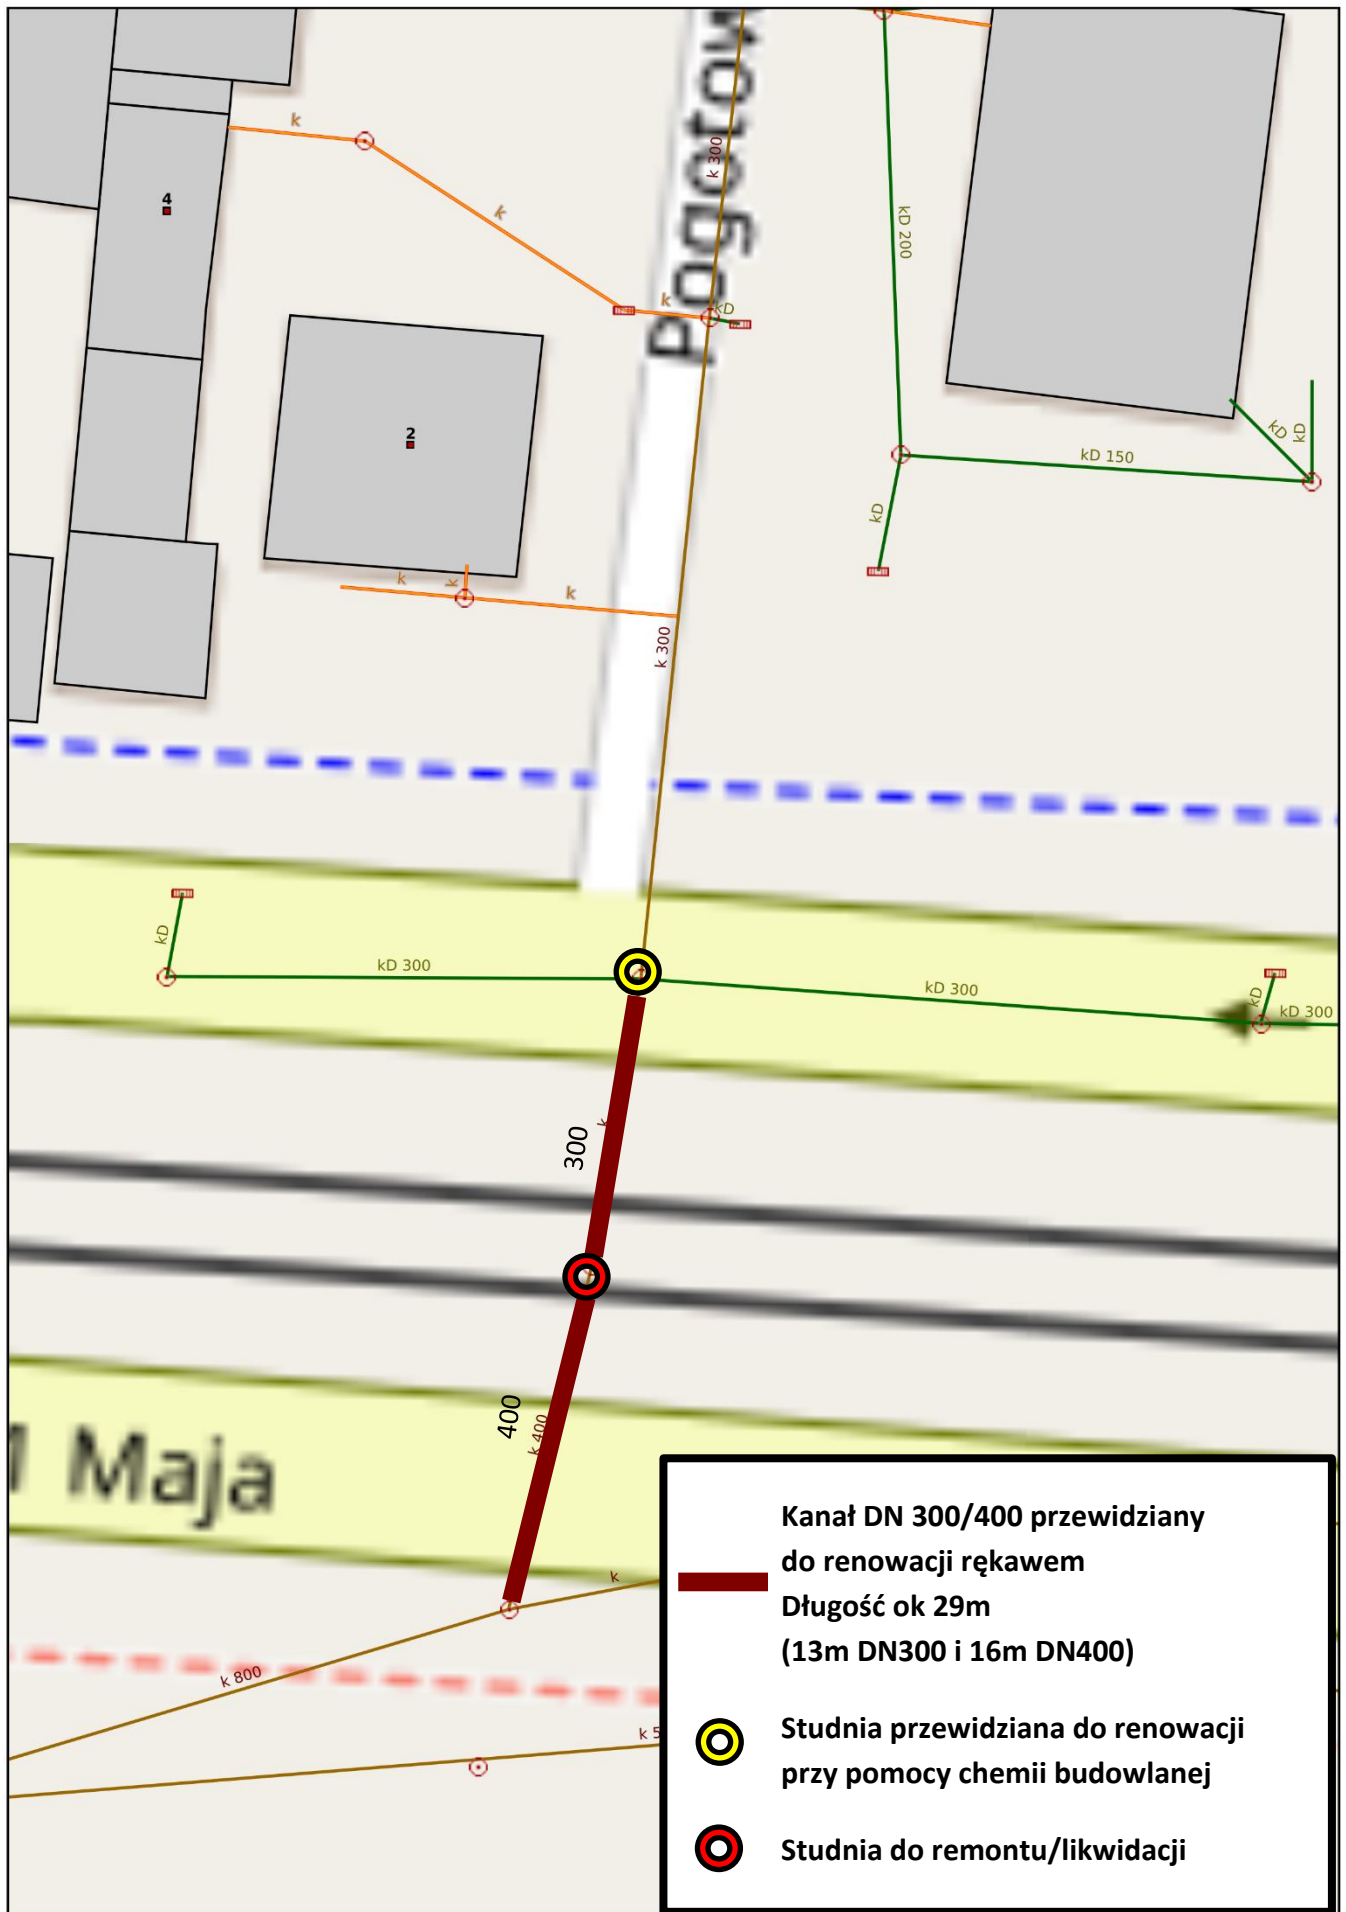 k
k 300
4
kD 200
k
k
kD
Pogotow
2
kD 150
kD
kD
kD
k
k
k
k 300
kD
kD 300
kD 300
kD
kD 300
k
300
400
k 400
Maja
k
k 800
k 5
Kanał DN 300/400 przewidziany
do renowacji rękawem
Długość ok 29m
(13m DN300 i 16m DN400)
Studnia przewidziana do renowacji
przy pomocy chemii budowlanej
Studnia do remontu/likwidacji